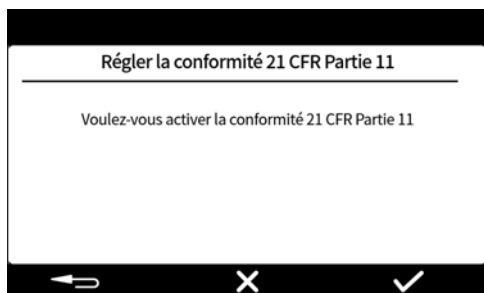 Régler la conformité 21 CFR Partie 11
Voulez-vous activer la conformité 21 CFR Partie 11